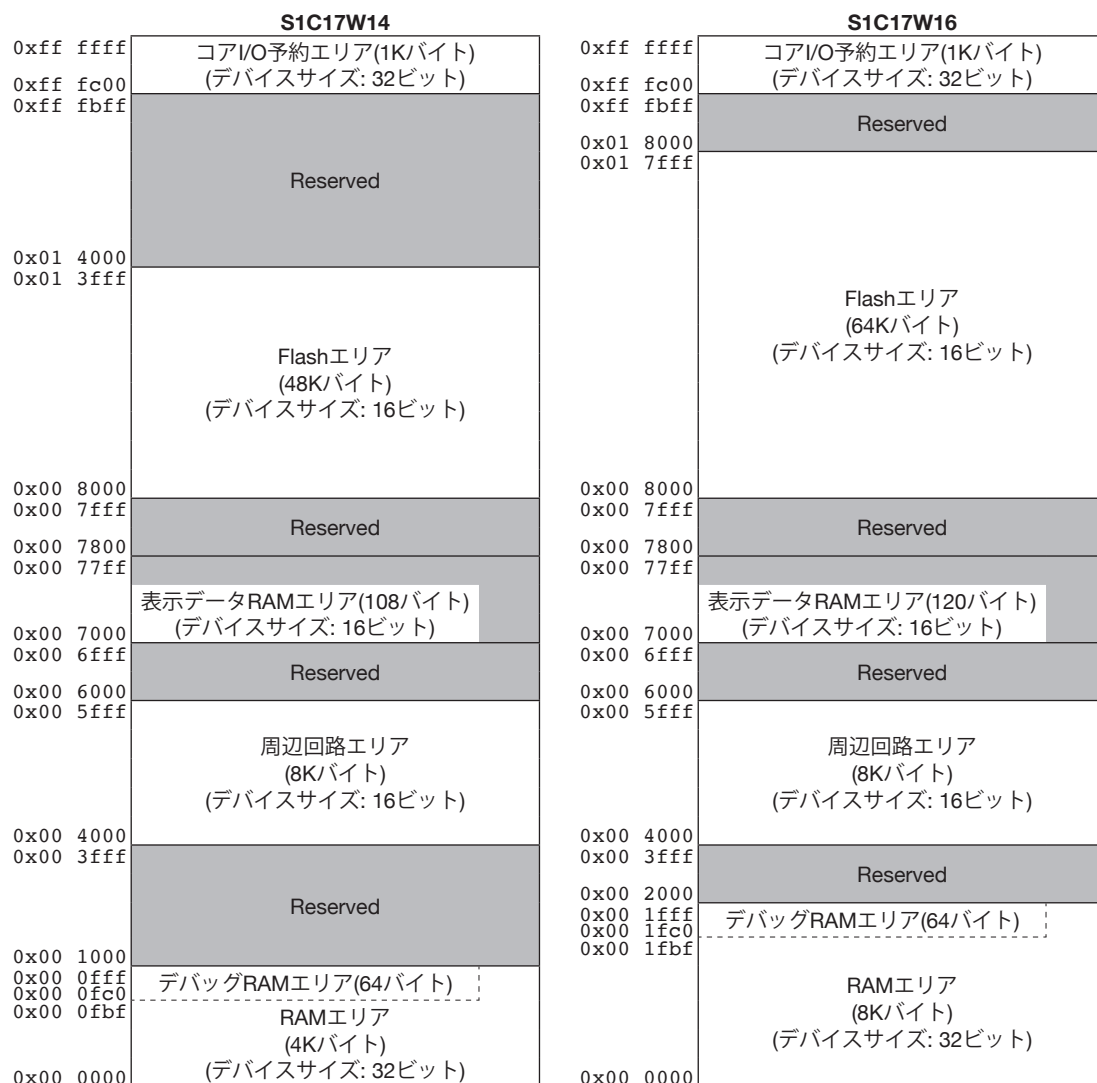 S1C17W14
0xff ffff
コアI/O予約エリア(1Kバイト)
(デバイスサイズ: 32ビット)
0xff fc00
0xff fbff
Reserved
0x01 4000
0x01 3fff
Flashエリア
(48Kバイト)
(デバイスサイズ: 16ビット)
0x00 8000
0x00 7fff
Reserved
0x00 7800
0x00 77ff
表示データRAMエリア(108バイト)
(デバイスサイズ: 16ビット)
0x00 7000
0x00 6fff
Reserved
0x00 6000
0x00 5fff
周辺回路エリア
(8Kバイト)
(デバイスサイズ: 16ビット)
0x00 4000
0x00 3fff
Reserved
0x00 1000
0x00 0fff
デバッグRAMエリア(64バイト)
0x00 0fc0
0x00 0fbf
RAMエリア
(4Kバイト)
(デバイスサイズ: 32ビット)
0x00 0000
S1C17W16
0xff ffff
コアI/O予約エリア(1Kバイト)
(デバイスサイズ: 32ビット)
0xff fc00
0xff fbff
Reserved
0x01 8000
0x01 7fff
Flashエリア
(64Kバイト)
(デバイスサイズ: 16ビット)
0x00 8000
0x00 7fff
Reserved
0x00 7800
0x00 77ff
表示データRAMエリア(120バイト)
(デバイスサイズ: 16ビット)
0x00 7000
0x00 6fff
Reserved
0x00 6000
0x00 5fff
周辺回路エリア
(8Kバイト)
(デバイスサイズ: 16ビット)
0x00 4000
0x00 3fff
Reserved
0x00 2000
0x00 1fff
デバッグRAMエリア(64バイト)
0x00 1fc0
0x00 1fbf
RAMエリア
(8Kバイト)
(デバイスサイズ: 32ビット)
0x00 0000